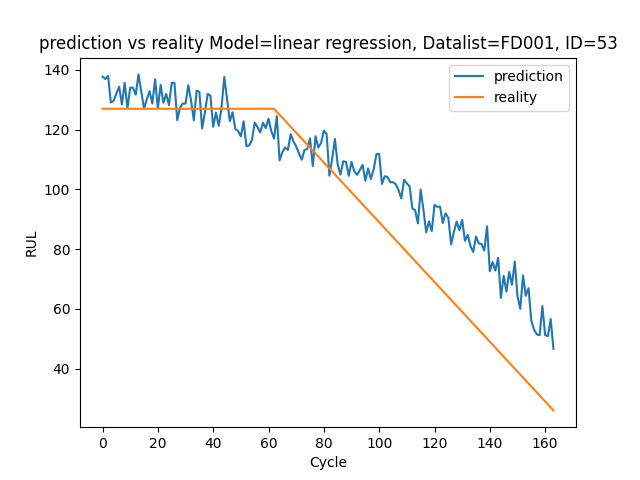 prediction vs reality Model=linear regression, Datalist=FD001, ID=53
prediction
reality
140
120
100
80
60
40
RUL
0 20 40 60 80 100 120 140 160
Cycle